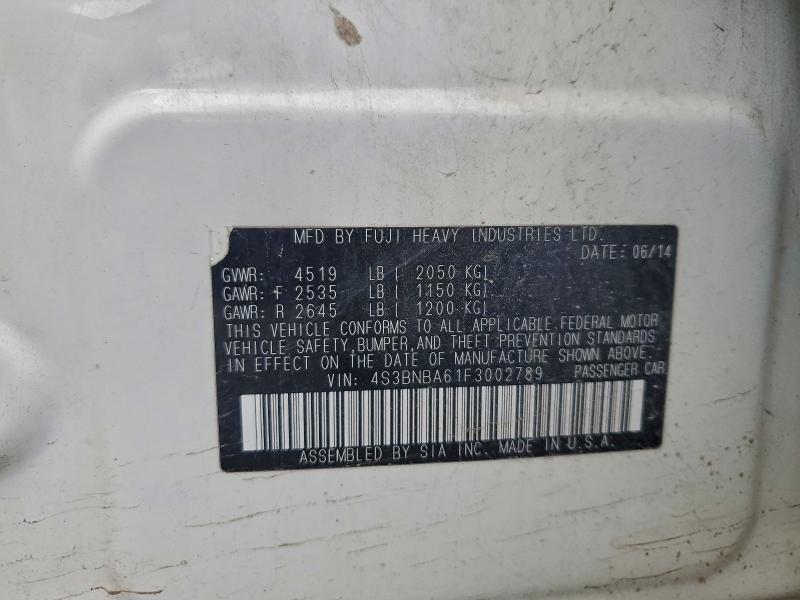 MFD BY FUJI HEAVY INDUSTRIES LTD.
DATE: 06/14
GVWR: 4519 LB ( 2050 KG)
GAWR: F 2535 LB ( 1150 KG)
GAWR: R 2645 LB ( 1200 KG)
THIS VEHICLE CONFORMS TO ALL APPLICABLE FEDERAL MOTOR
VEHICLE SAFETY, BUMPER, AND THEFT PREVENTION STANDARDS
IN EFFECT ON THE DATE OF MANUFACTURE SHOWN ABOVE.
VIN: 4S3BNBA61F3002789 PASSENGER CAR
ASSEMBLED BY SIA INC. MADE IN U.S.A.